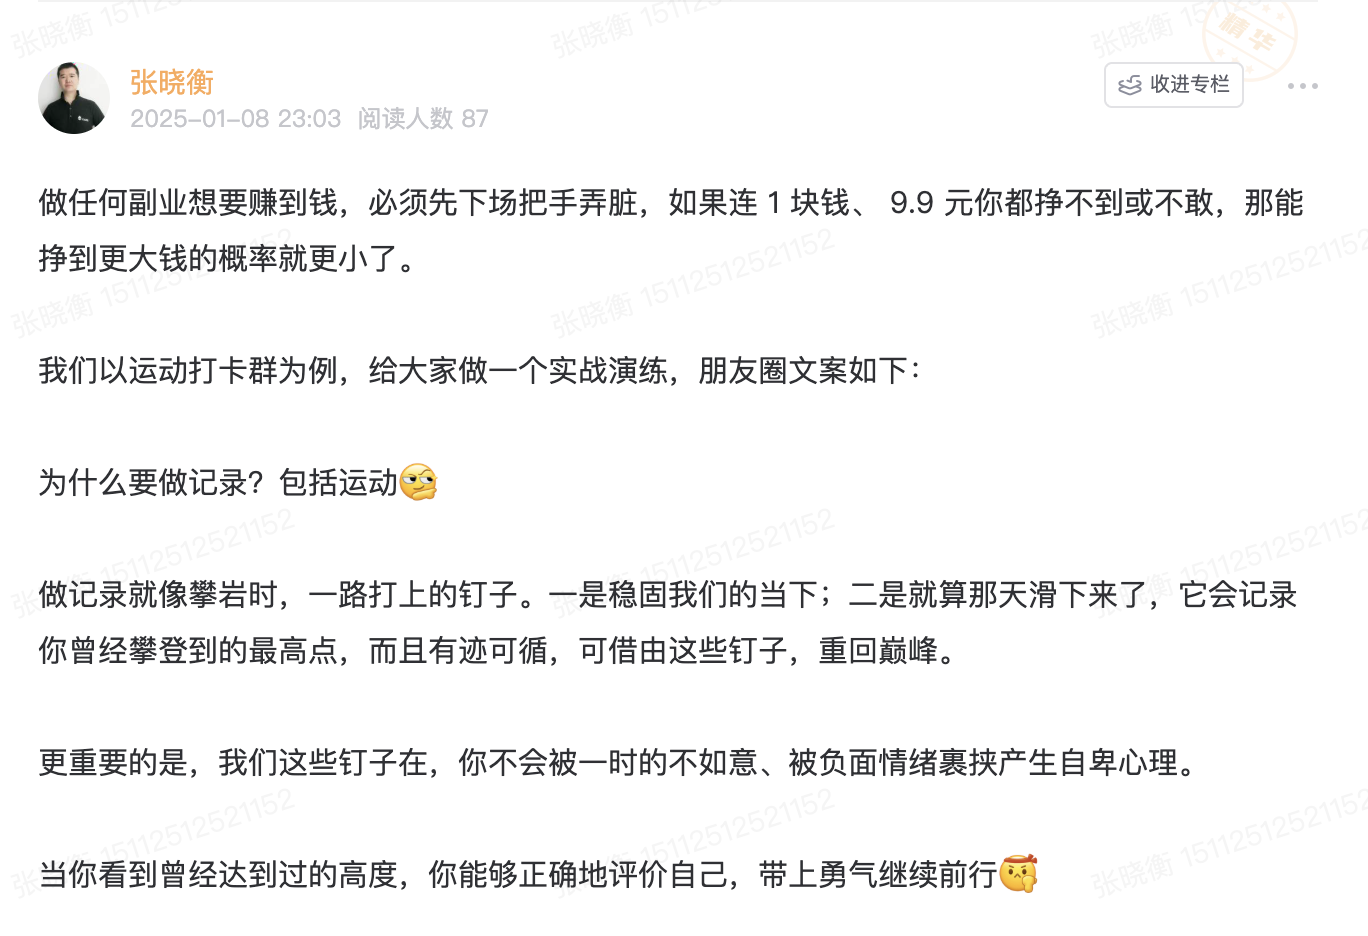 精华
张晓衡
2025-01-08 23:03 阅读人数 87
收进专栏
做任何副业想要赚到钱，必须先下场把手弄脏，如果连 1 块钱、 9.9 元你都挣不到或不敢，那能
挣到更大钱的概率就更小了。
我们以运动打卡群为例，给大家做一个实战演练，朋友圈文案如下：
为什么要做记录？包括运动🤔
做记录就像攀岩时，一路打上的钉子。一是稳固我们的当下；二是就算那天滑下来了，它会记录
你曾经攀登到的最高点，而且有迹可循，可借由这些钉子，重回巅峰。
更重要的是，我们这些钉子在，你不会被一时的不如意、被负面情绪裹挟产生自卑心理。
当你看到曾经达到过的高度，你能够正确地评价自己，带上勇气继续前行
张晓衡 15112512521152